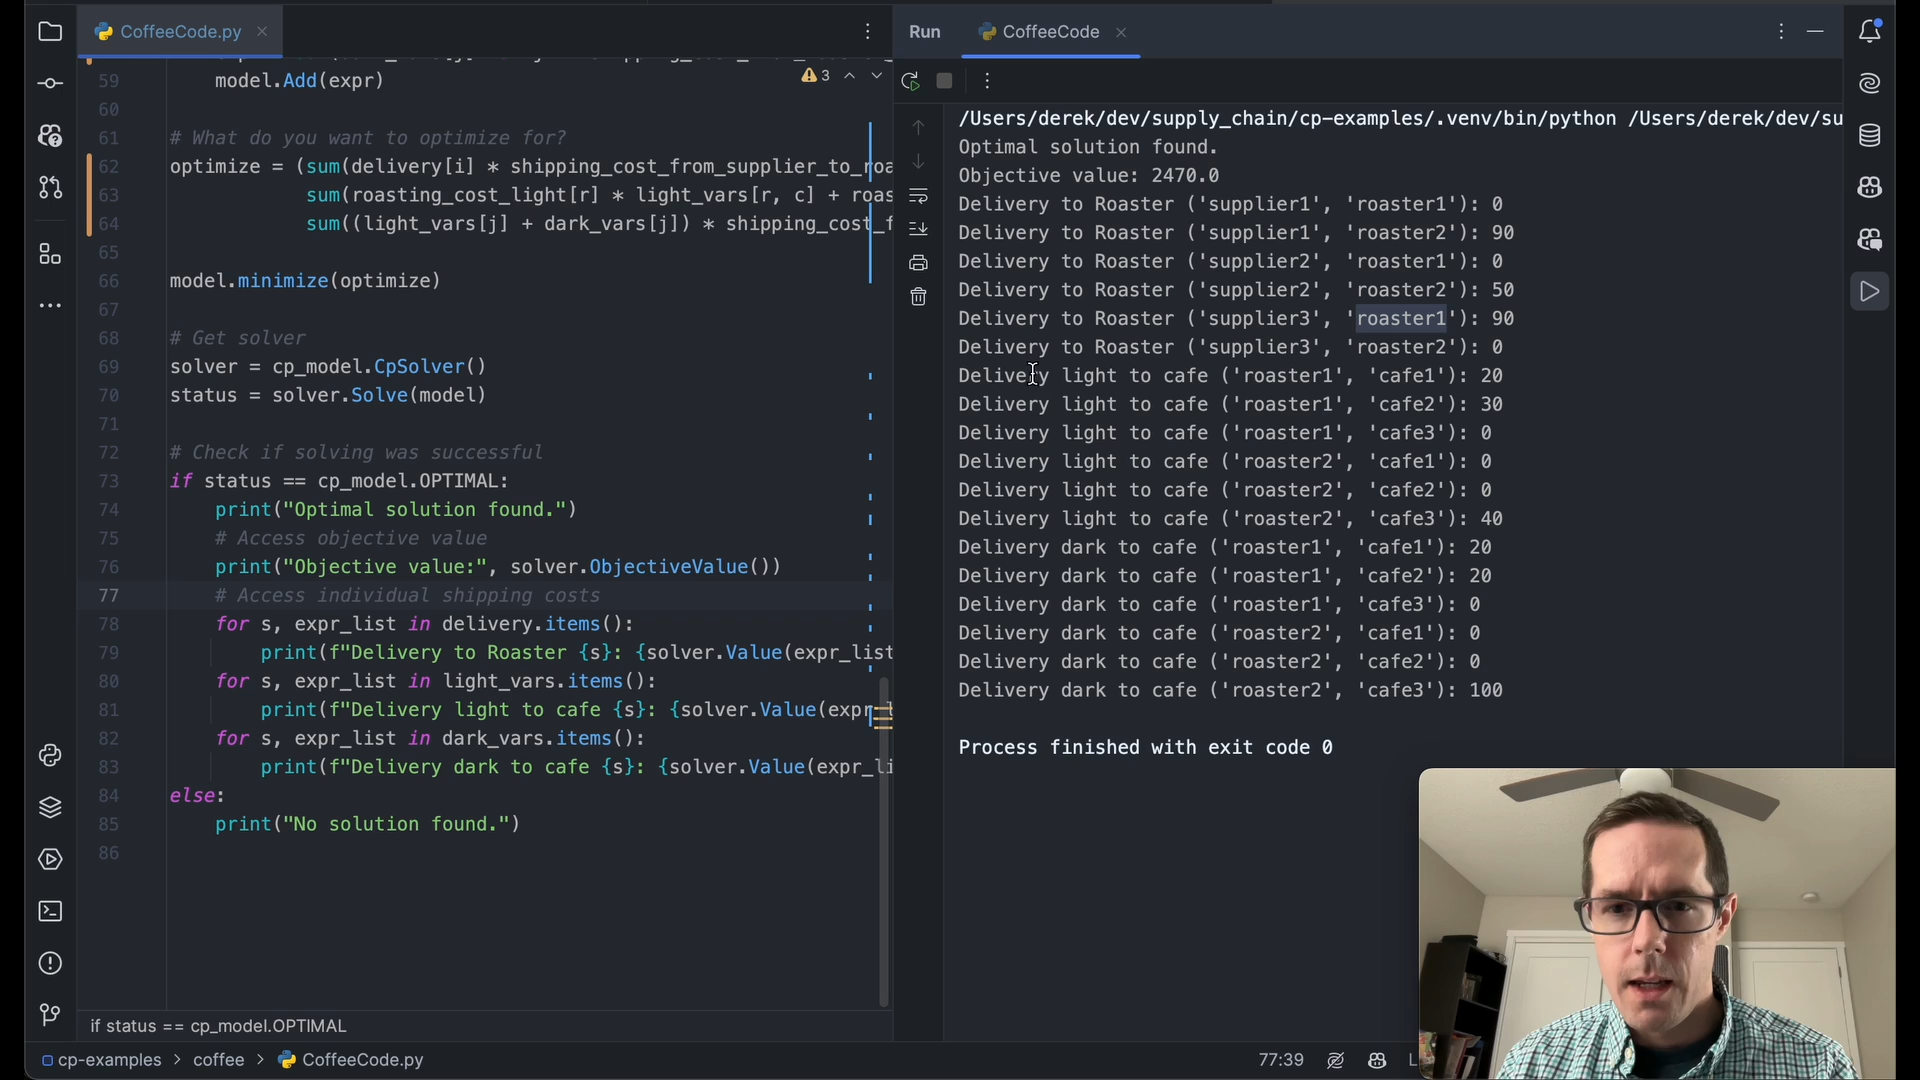 CoffeeCode.py
59 model.Add(expr)
3
60
61 # What do you want to optimize for?
62 optimize = (sum(delivery[i] * shipping_cost_from_supplier_to_roa
63 sum(roasting_cost_light[r] * light_vars[r, c] + roas
64 sum((light_vars[j] + dark_vars[j]) * shipping_cost_f
65
66 model.minimize(optimize)
67
68 # Get solver
69 solver = cp_model.CpSolver()
70 status = solver.Solve(model)
71
72 # Check if solving was successful
73 if status == cp_model.OPTIMAL:
74 print("Optimal solution found.")
75 # Access objective value
76 print("Objective value:", solver.ObjectiveValue())
77 # Access individual shipping costs
78 for s, expr_list in delivery.items():
79 print(f"Delivery to Roaster {s}: {solver.Value(expr_list
80 for s, expr_list in light_vars.items():
81 print(f"Delivery light to cafe {s}: {solver.Value(expr
82 for s, expr_list in dark_vars.items():
83 print(f"Delivery dark to cafe {s}: {solver.Value(expr_li
84 else:
85 print("No solution found.")
86
if status == cp_model.OPTIMAL
Run CoffeeCode
/Users/derek/dev/supply_chain/cp-examples/.venv/bin/python /Users/derek/dev/su
Optimal solution found.
Objective value: 2470.0
Delivery to Roaster ('supplier1', 'roaster1'): 0
Delivery to Roaster ('supplier1', 'roaster2'): 90
Delivery to Roaster ('supplier2', 'roaster1'): 0
Delivery to Roaster ('supplier2', 'roaster2'): 50
Delivery to Roaster ('supplier3', 'roaster1'): 90
Delivery to Roaster ('supplier3', 'roaster2'): 0
Delivery light to cafe ('roaster1', 'cafe1'): 20
Delivery light to cafe ('roaster1', 'cafe2'): 30
Delivery light to cafe ('roaster1', 'cafe3'): 0
Delivery light to cafe ('roaster2', 'cafe1'): 0
Delivery light to cafe ('roaster2', 'cafe2'): 0
Delivery light to cafe ('roaster2', 'cafe3'): 40
Delivery dark to cafe ('roaster1', 'cafe1'): 20
Delivery dark to cafe ('roaster1', 'cafe2'): 20
Delivery dark to cafe ('roaster1', 'cafe3'): 0
Delivery dark to cafe ('roaster2', 'cafe1'): 0
Delivery dark to cafe ('roaster2', 'cafe2'): 0
Delivery dark to cafe ('roaster2', 'cafe3'): 100
Process finished with exit code 0
cp-examples > coffee > CoffeeCode.py
77:39